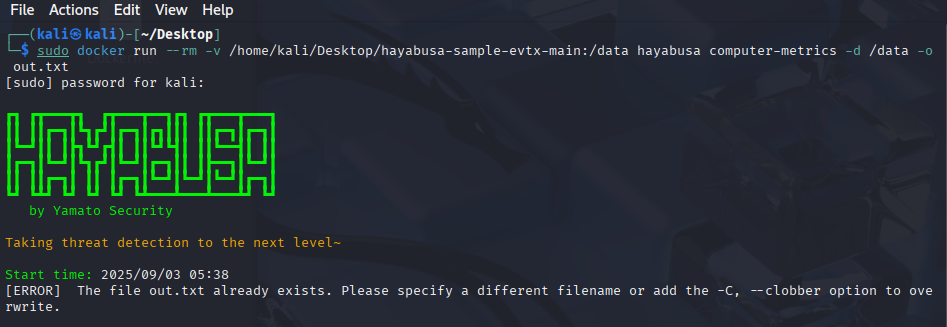 File Actions Edit View Help
┌──(kali㉿kali)-[~/Desktop]
└─$ sudo docker run --rm -v /home/kali/Desktop/hayabusa-sample-evtx-main:/data hayabusa computer-metrics -d /data -o
out.txt
[sudo] password for kali:
HAYABUSA
by Yamato Security
Taking threat detection to the next level~
Start time: 2025/09/03 05:38
[ERROR]  The file out.txt already exists. Please specify a different filename or add the -C, --clobber option to ove
rwrite.